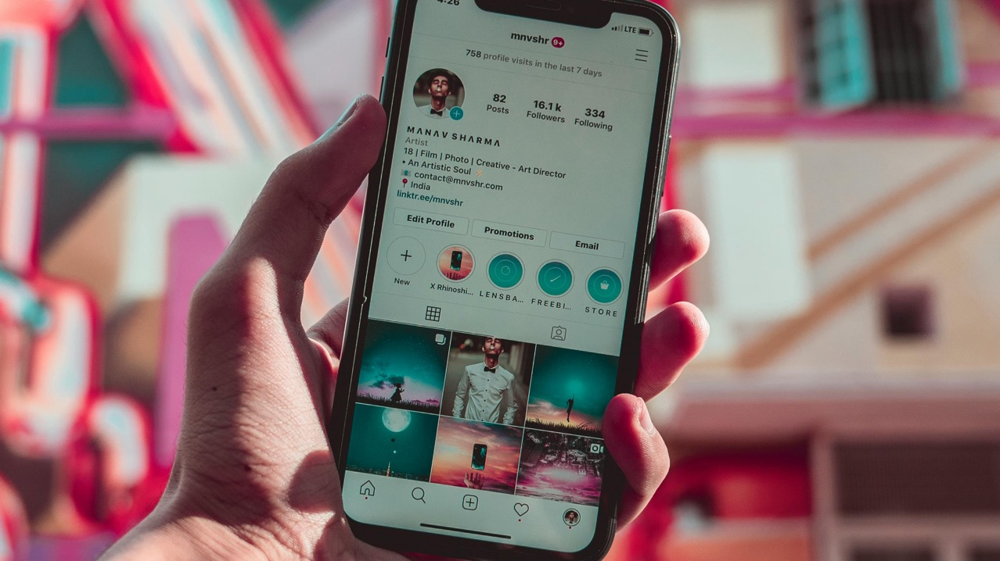 4:26
LTE
mnvshr 9+
758 profile visits in the last 7 days
82
Posts
16.1k
Followers
334
Following
MANAV SHARMA
Artist
18 | Film | Photo | Creative - Art Director
• An Artistic Soul
contact@mnvshr.com
India
linktr.ee/mnvshr
Edit Profile
Promotions
Email
New
X Rhinoshi...
LENSBA...
FREEBI...
STORE